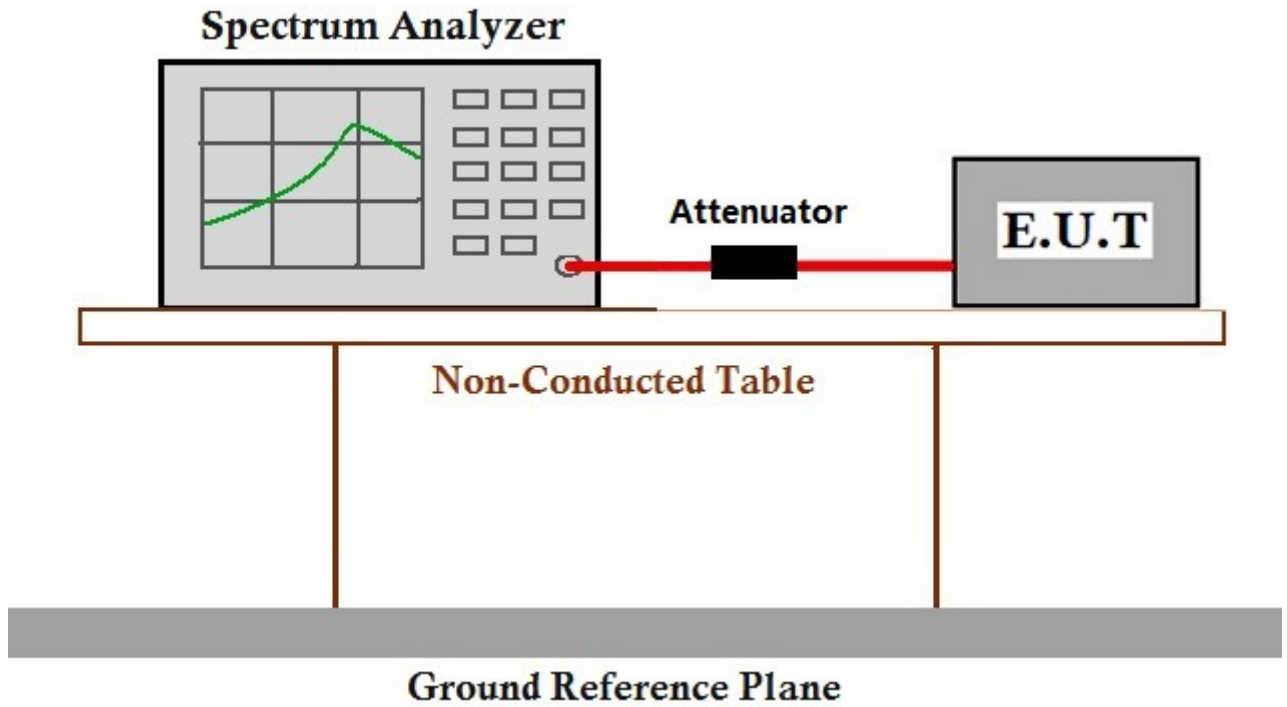 Spectrum Analyzer
Attenuator
E.U.T
Non-Conducted Table
Ground Reference Plane